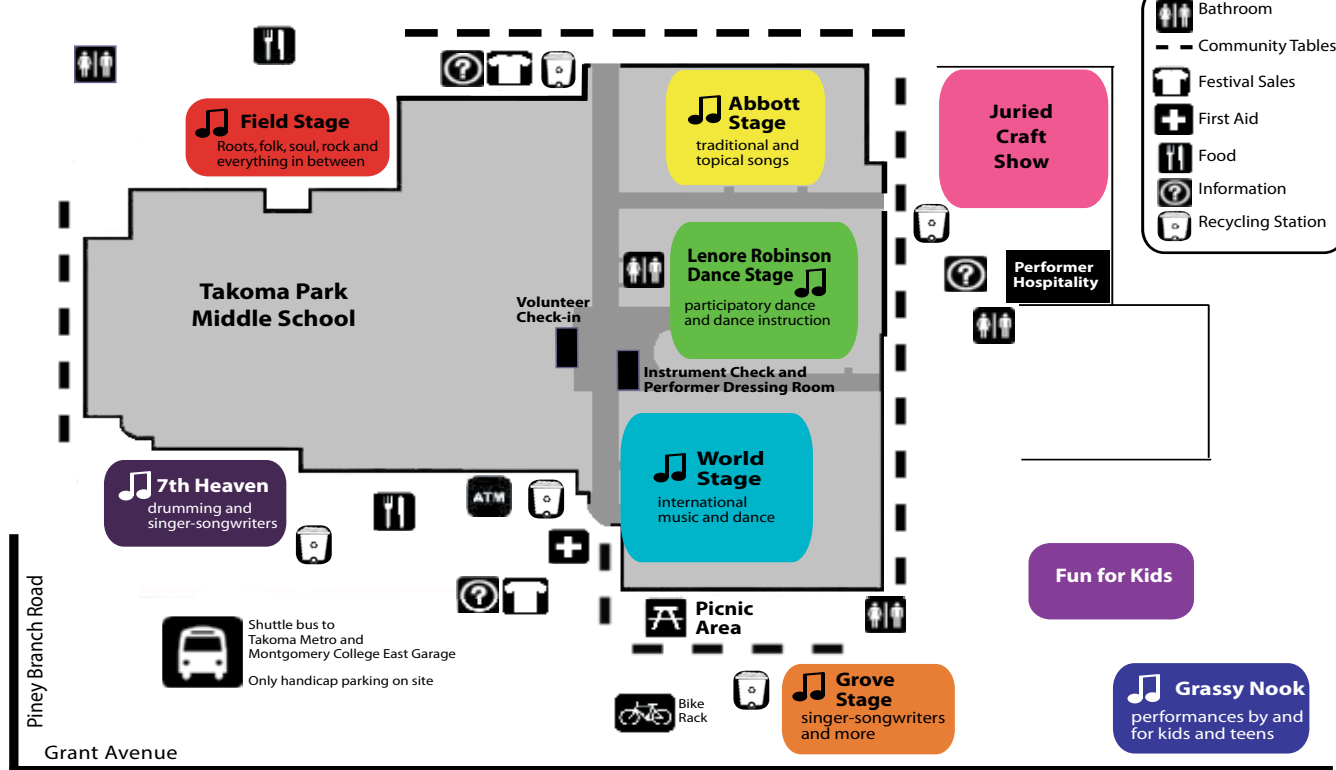 Bathroom
Community Tables
Festival Sales
First Aid
Food
Information
Recycling Station
Field Stage
Roots, folk, soul, rock and
everything in between
Abbott
Stage
traditional and
topical songs
Juried
Craft
Show
Lenore Robinson
Dance Stage
participatory dance
and dance instruction
Performer
Hospitality
Takoma Park
Middle School
Volunteer
Check-in
Instrument Check and
Performer Dressing Room
World
Stage
international
music and dance
7th Heaven
drumming and
singer-songwriters
ATM
Fun for Kids
Picnic
Area
Shuttle bus to
Takoma Metro and
Montgomery College East Garage
Only handicap parking on site
Bike
Rack
Grove
Stage
singer-songwriters
and more
Grassy Nook
performances by and
for kids and teens
Piney Branch Road
Grant Avenue